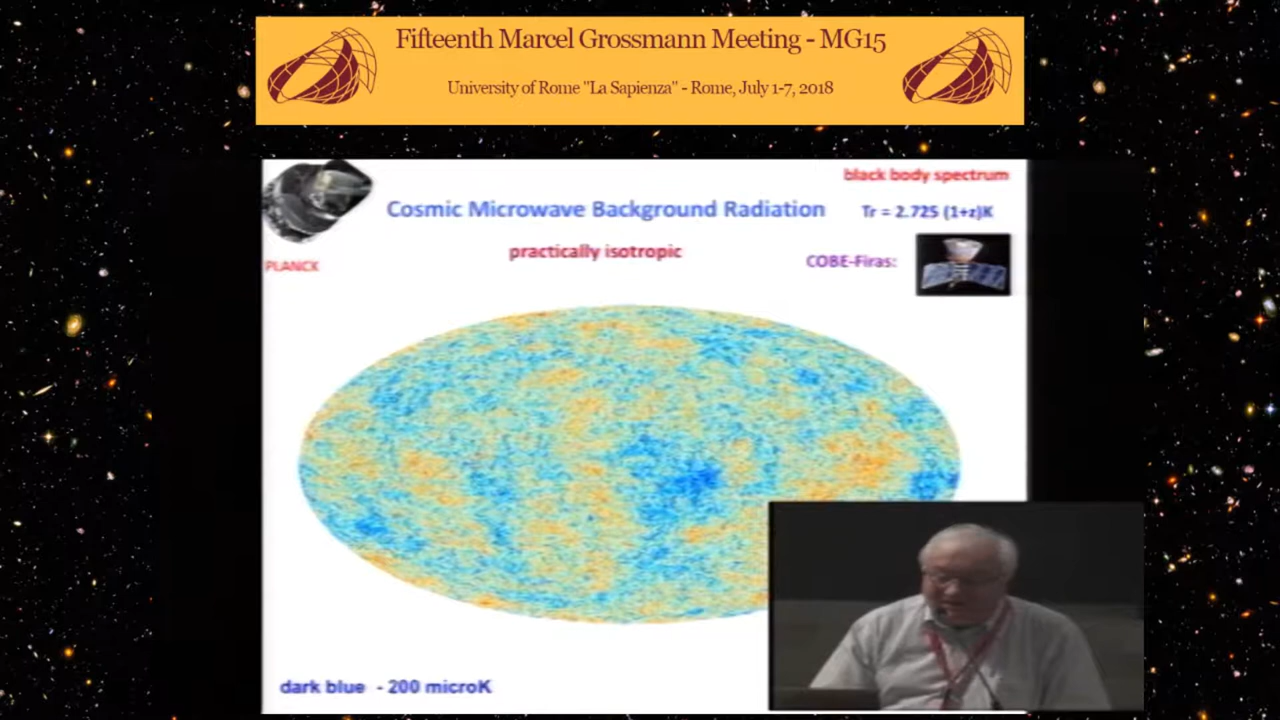 Fifteenth Marcel Grossmann Meeting - MG15
University of Rome "La Sapienza" - Rome, July 1-7, 2018
black body spectrum
Cosmic Microwave Background Radiation
Tr = 2.725 (1+z)K
practically isotropic
COBE-Firas:
PLANCK
dark blue - 200 microK